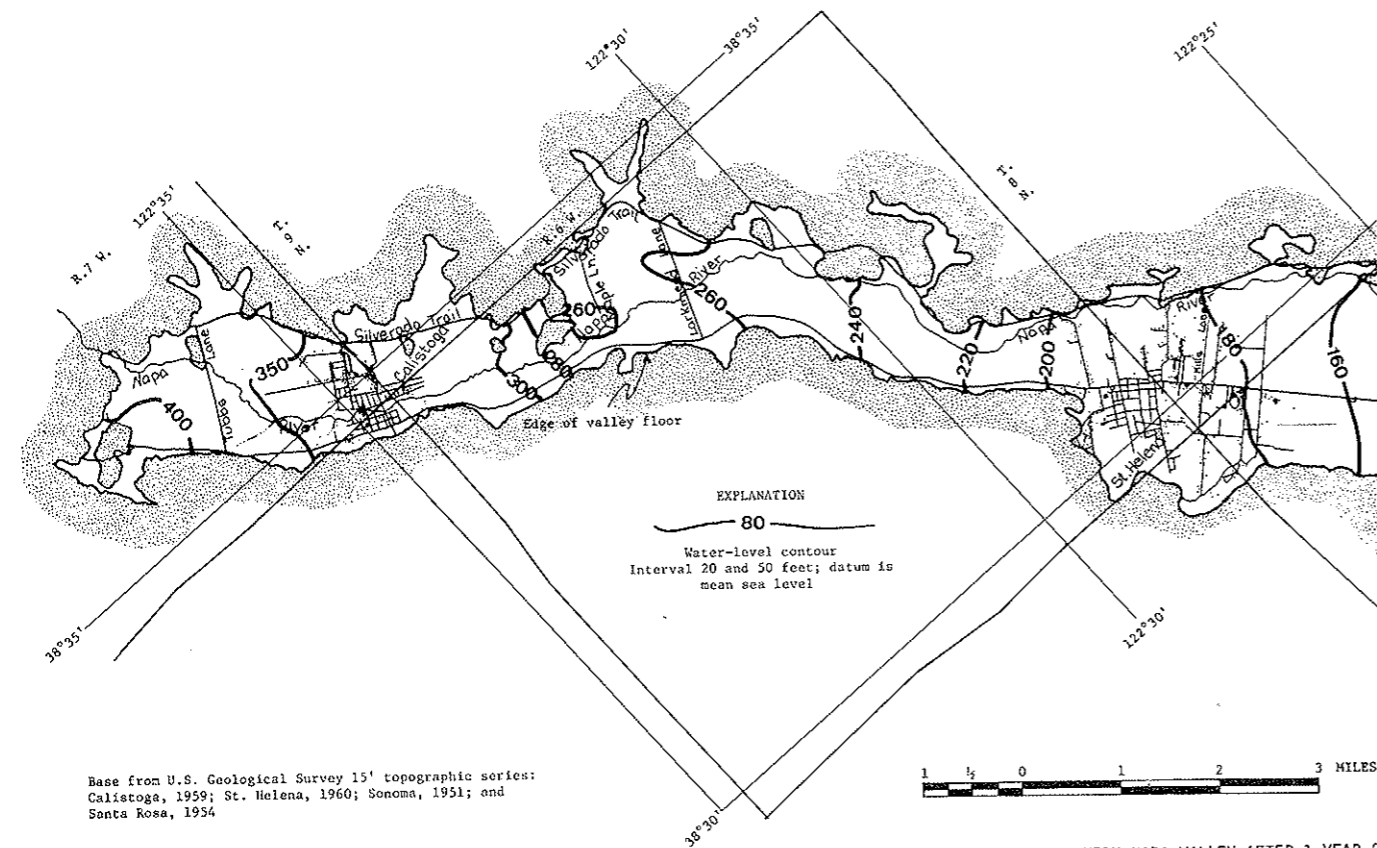 122°30'
38°35'
122°25'
122°35'
T.
9
N.
T.
8
N.
R.7 W.
R.6 W.
Silverado Trail
Lane
Maple Ln
Lane
River
260
260
Silverado Trail
Calistoga
Napa
Tubbs Lane
350
400
River
280
300
Napa
240
220
200
Napa
River
180
160
St. Helena
Edge of valley floor
EXPLANATION
80
Water-level contour
Interval 20 and 50 feet; datum is
mean sea level
38°35'
122°30'
38°30'
Base from U.S. Geological Survey 15' topographic series:
Calistoga, 1959; St. Helena, 1960; Sonoma, 1951; and
Santa Rosa, 1954
1 ½ 0 1 2 3 MILES